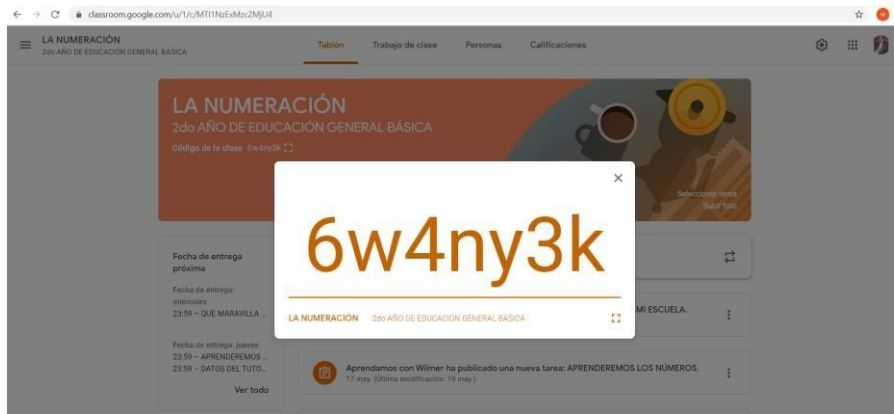 classroom.google.com/u/1/c/MTI1NzExMzc2MjU4
LA NUMERACIÓN
2do AÑO DE EDUCACIÓN GENERAL BÁSICA
Tablón Trabajo de clase Personas Calificaciones
LA NUMERACIÓN
2do AÑO DE EDUCACIÓN GENERAL BÁSICA
Código de la clase 6w4ny3k
Seleccionar tema
Subir foto
6w4ny3k
LA NUMERACIÓN 2do AÑO DE EDUCACIÓN GENERAL BÁSICA
Fecha de entrega
próxima
Fecha de entrega:
miércoles
23:59 – QUE MARAVILLA ...
Fecha de entrega: jueves
23:59 – APRENDEREMOS ...
23:59 – DATOS DEL TUTO...
Ver todo
MI ESCUELA.
Aprendamos con Wilmer ha publicado una nueva tarea: APRENDEREMOS LOS NÚMEROS.
17 may. (Última modificación: 19 may.)